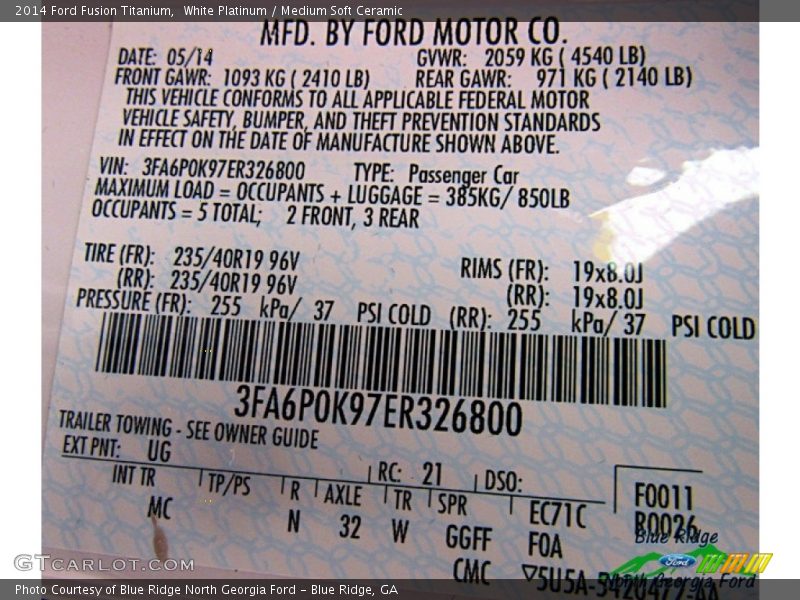 2014 Ford Fusion Titanium, White Platinum / Medium Soft Ceramic
MFD. BY FORD MOTOR CO.
DATE: 05/14 GVWR: 2059 KG ( 4540 LB)
FRONT GAWR: 1093 KG ( 2410 LB) REAR GAWR: 971 KG ( 2140 LB)
THIS VEHICLE CONFORMS TO ALL APPLICABLE FEDERAL MOTOR
VEHICLE SAFETY, BUMPER, AND THEFT PREVENTION STANDARDS
IN EFFECT ON THE DATE OF MANUFACTURE SHOWN ABOVE.
VIN: 3FA6P0K97ER326800 TYPE: Passenger Car
MAXIMUM LOAD = OCCUPANTS + LUGGAGE = 385KG/ 850LB
OCCUPANTS = 5 TOTAL; 2 FRONT, 3 REAR
TIRE (FR): 235/40R19 96V RIMS (FR): 19x8.0J
(RR): 235/40R19 96V (RR): 19x8.0J
PRESSURE (FR): 255 kPa/ 37 PSI COLD (RR): 255 kPa/ 37 PSI COLD
3FA6P0K97ER326800
TRAILER TOWING - SEE OWNER GUIDE
EXT PNT: UG RC: 21 DSO:
INT TR TP/PS R AXLE TR SPR EC71C F0011
MC N 32 W GGFF F0A R0026
CMC
Blue Ridge
Ford
North Georgia Ford
GTCARLOT.COM
Photo Courtesy of Blue Ridge North Georgia Ford - Blue Ridge, GA